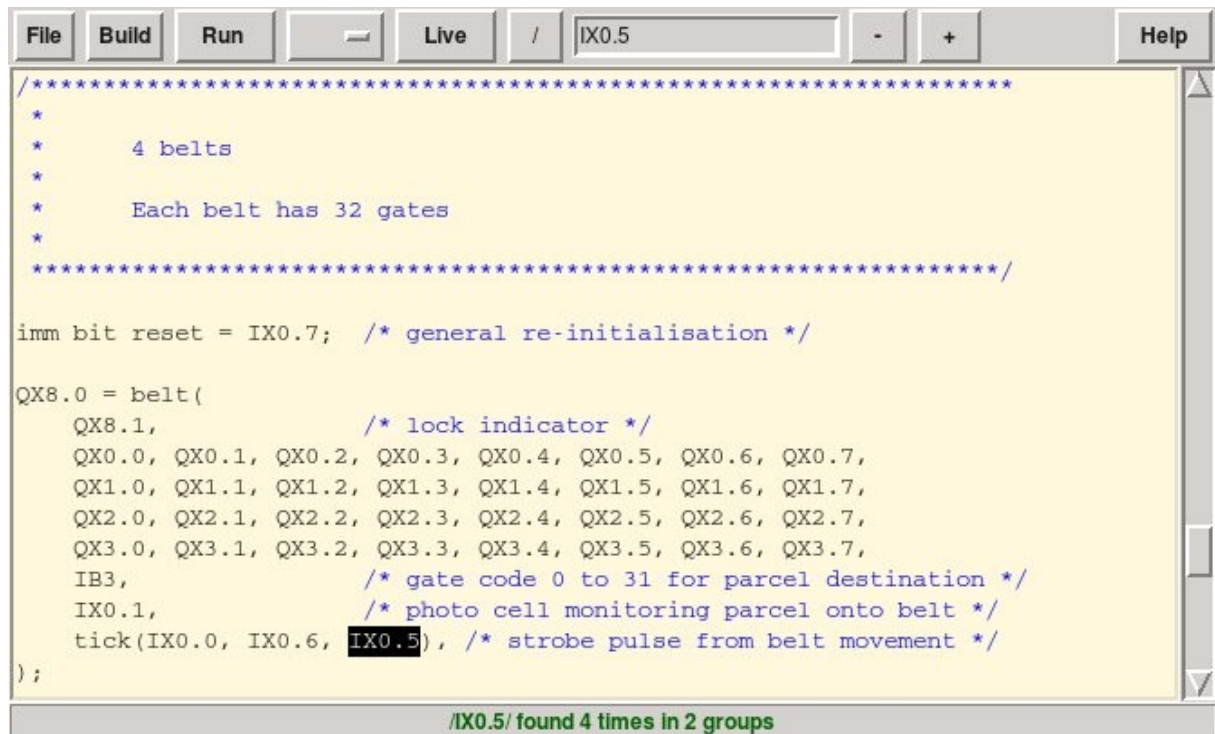 File Build Run Live / IX0.5 - + Help
/********************************************************************
 *
 *      4 belts
 *
 *      Each belt has 32 gates
 *
 *******************************************************************/
imm bit reset = IX0.7;  /* general re-initialisation */
QX8.0 = belt(
    QX8.1,              /* lock indicator */
    QX0.0, QX0.1, QX0.2, QX0.3, QX0.4, QX0.5, QX0.6, QX0.7,
    QX1.0, QX1.1, QX1.2, QX1.3, QX1.4, QX1.5, QX1.6, QX1.7,
    QX2.0, QX2.1, QX2.2, QX2.3, QX2.4, QX2.5, QX2.6, QX2.7,
    QX3.0, QX3.1, QX3.2, QX3.3, QX3.4, QX3.5, QX3.6, QX3.7,
    IB3,                /* gate code 0 to 31 for parcel destination */
    IX0.1,              /* photo cell monitoring parcel onto belt */
    tick(IX0.0, IX0.6, IX0.5), /* strobe pulse from belt movement */
);
/IX0.5/ found 4 times in 2 groups